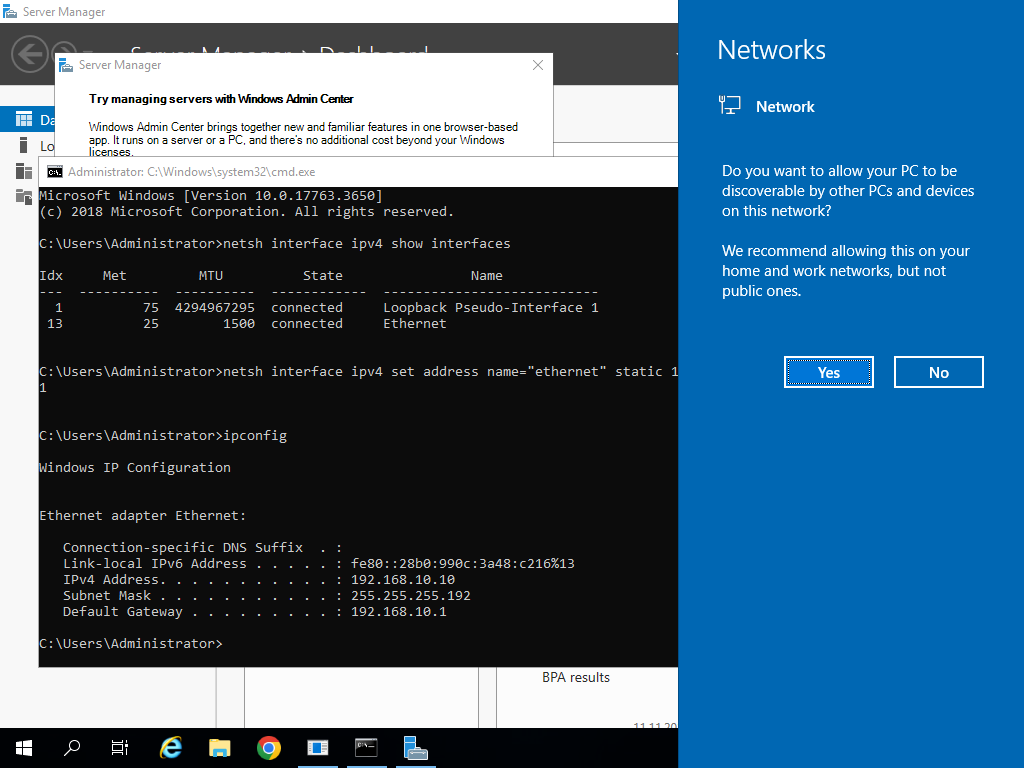 Server Manager
Server Manager
Dashboard
Server Manager
Try managing servers with Windows Admin Center
Windows Admin Center brings together new and familiar features in one browser-based
app. It runs on a server or a PC, and there's no additional cost beyond your Windows
licenses.
Da
Lo
Administrator: C:\Windows\system32\cmd.exe
Microsoft Windows [Version 10.0.17763.3650]
(c) 2018 Microsoft Corporation. All rights reserved.
C:\Users\Administrator>netsh interface ipv4 show interfaces
Idx     Met         MTU          State                Name
---  ----------  ----------  ------------  ---------------------------
  1          75  4294967295  connected     Loopback Pseudo-Interface 1
 13          25        1500  connected     Ethernet
C:\Users\Administrator>netsh interface ipv4 set address name="ethernet" static 1
1
C:\Users\Administrator>ipconfig
Windows IP Configuration
Ethernet adapter Ethernet:
   Connection-specific DNS Suffix  . :
   Link-local IPv6 Address . . . . . : fe80::28b0:990c:3a48:c216%13
   IPv4 Address. . . . . . . . . . . : 192.168.10.10
   Subnet Mask . . . . . . . . . . . : 255.255.255.192
   Default Gateway . . . . . . . . . : 192.168.10.1
C:\Users\Administrator>
BPA results
11.11.20
Networks
Network
Do you want to allow your PC to be
discoverable by other PCs and devices
on this network?
We recommend allowing this on your
home and work networks, but not
public ones.
Yes
No